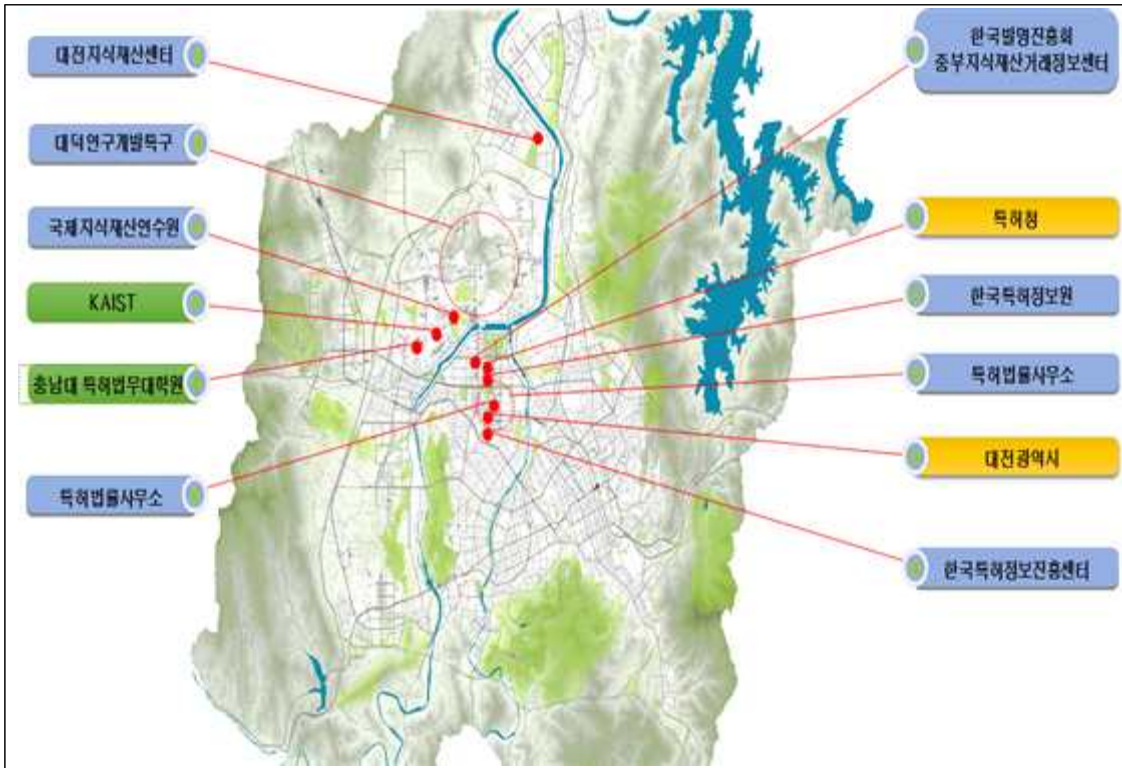 대전지식재산센터
대덕연구개발특구
국제지식재산연수원
KAIST
충남대 특허법무대학원
특허법률사무소
한국발명진흥회
중부지식재산거래정보센터
특허청
한국특허정보원
특허법률사무소
대전광역시
한국특허정보진흥센터